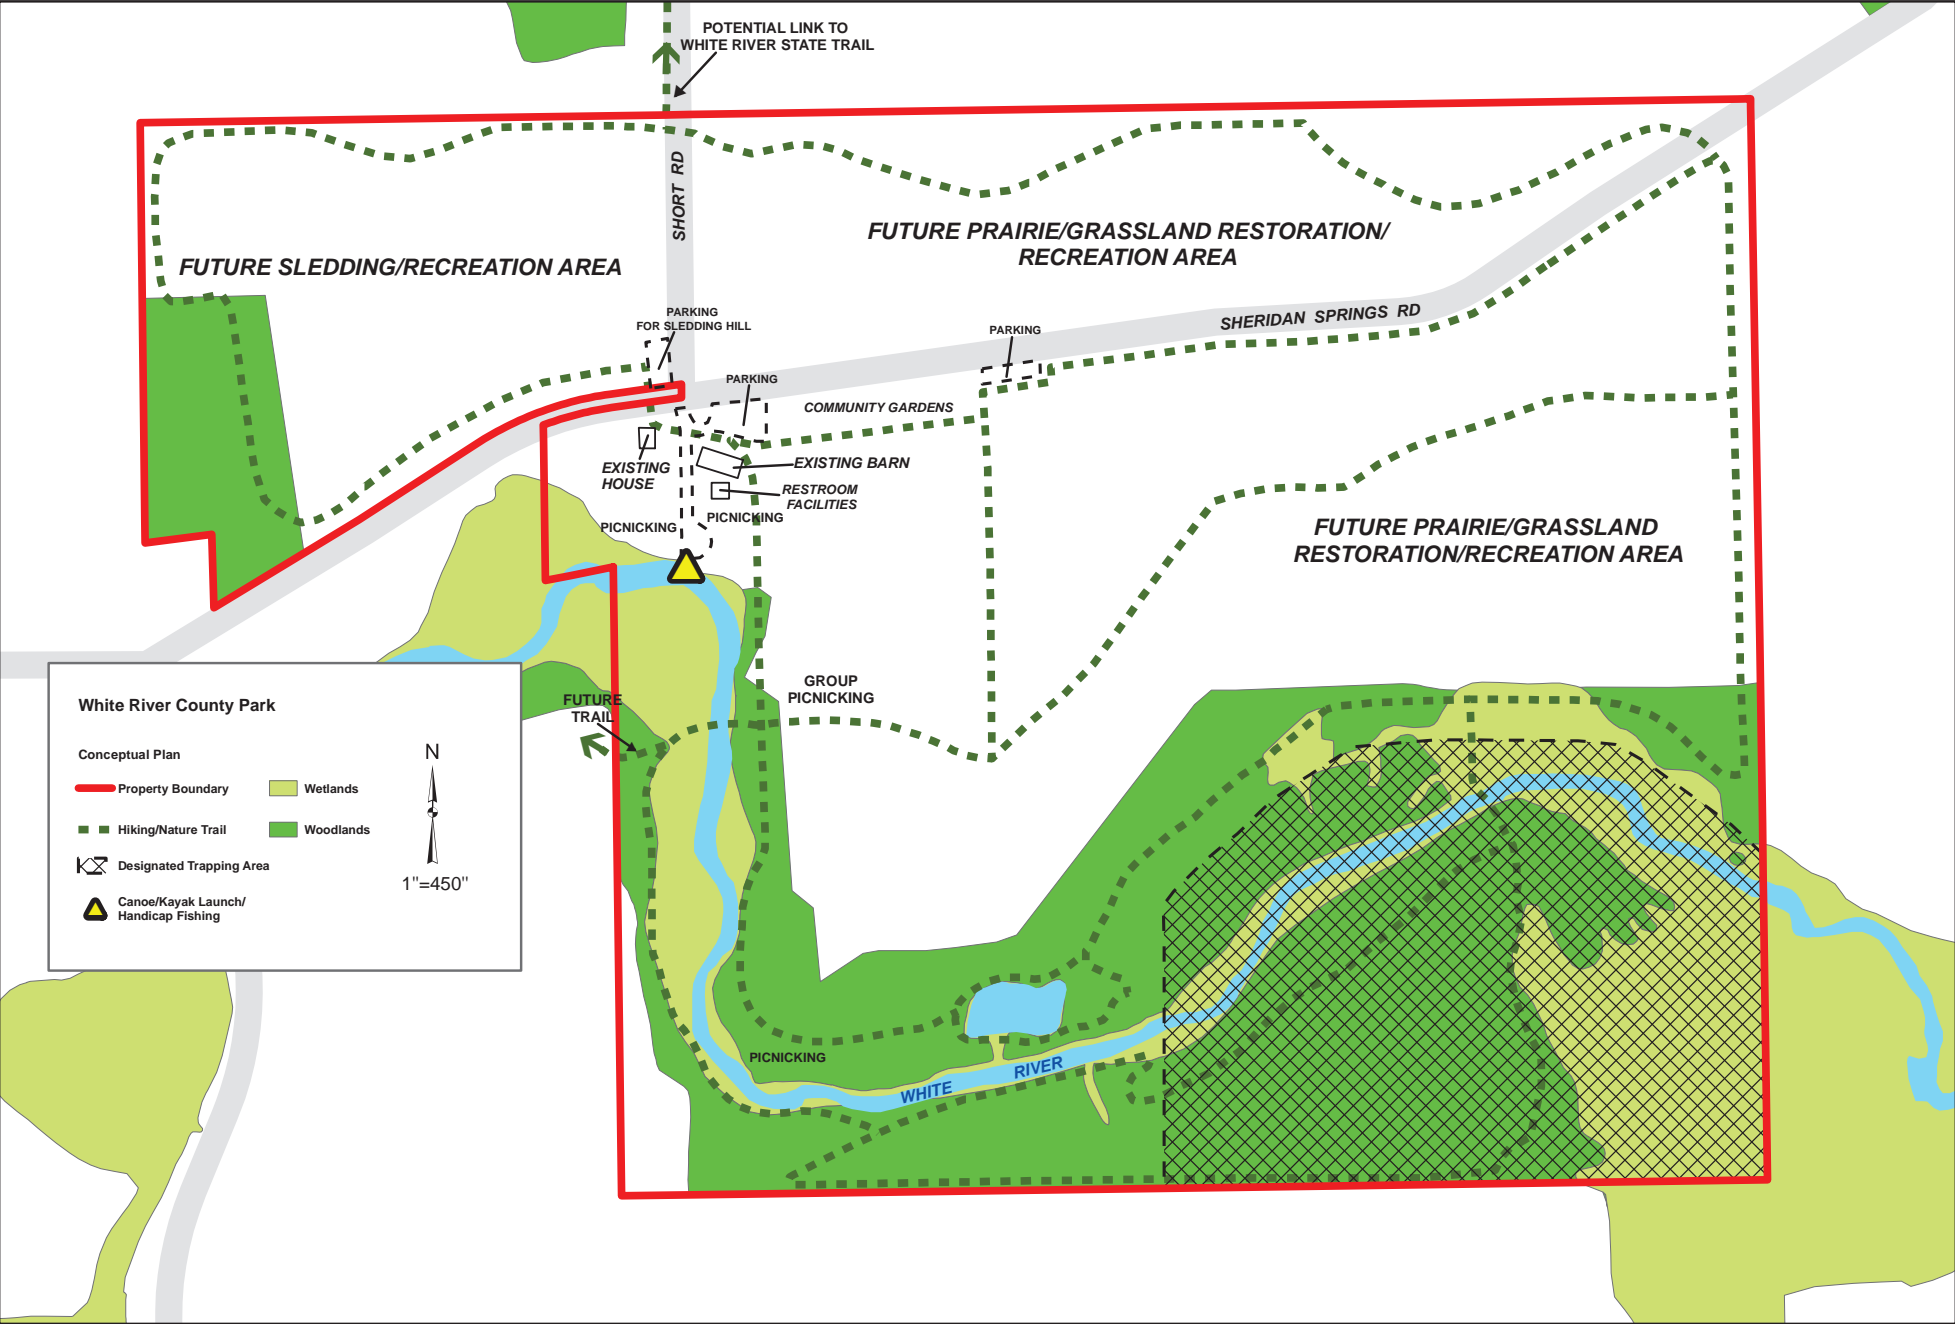 POTENTIAL LINK TO
WHITE RIVER STATE TRAIL
SHORT RD
FUTURE PRAIRIE/GRASSLAND RESTORATION/
RECREATION AREA
FUTURE SLEDDING/RECREATION AREA
PARKING
FOR SLEDDING HILL
PARKING
SHERIDAN SPRINGS RD
PARKING
COMMUNITY GARDENS
EXISTING
HOUSE
EXISTING BARN
RESTROOM
FACILITIES
PICNICKING
PICNICKING
FUTURE PRAIRIE/GRASSLAND
RESTORATION/RECREATION AREA
GROUP
PICNICKING
FUTURE
TRAIL
White River County Park
Conceptual Plan
Property Boundary
Wetlands
Hiking/Nature Trail
Woodlands
Designated Trapping Area
Canoe/Kayak Launch/
Handicap Fishing
N
1"=450"
PICNICKING
WHITE RIVER